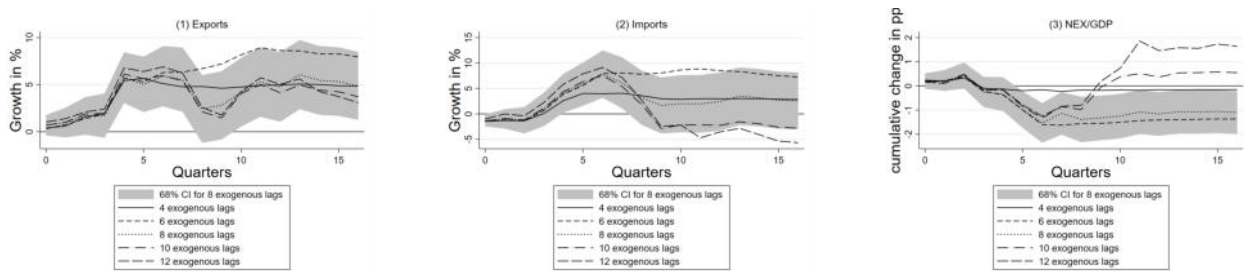 (1) Exports
Growth in %
10
5
0
0 5 10 15
Quarters
68% CI for 8 exogenous lags
4 exogenous lags
6 exogenous lags
8 exogenous lags
10 exogenous lags
12 exogenous lags
(2) Imports
Growth in %
15
10
5
0
-5
0 5 10 15
Quarters
68% CI for 8 exogenous lags
4 exogenous lags
6 exogenous lags
8 exogenous lags
10 exogenous lags
12 exogenous lags
(3) NEX/GDP
cumulative change in pp
2
1
0
-1
-2
0 5 10 15
Quarters
68% CI for 8 exogenous lags
4 exogenous lags
6 exogenous lags
8 exogenous lags
10 exogenous lags
12 exogenous lags